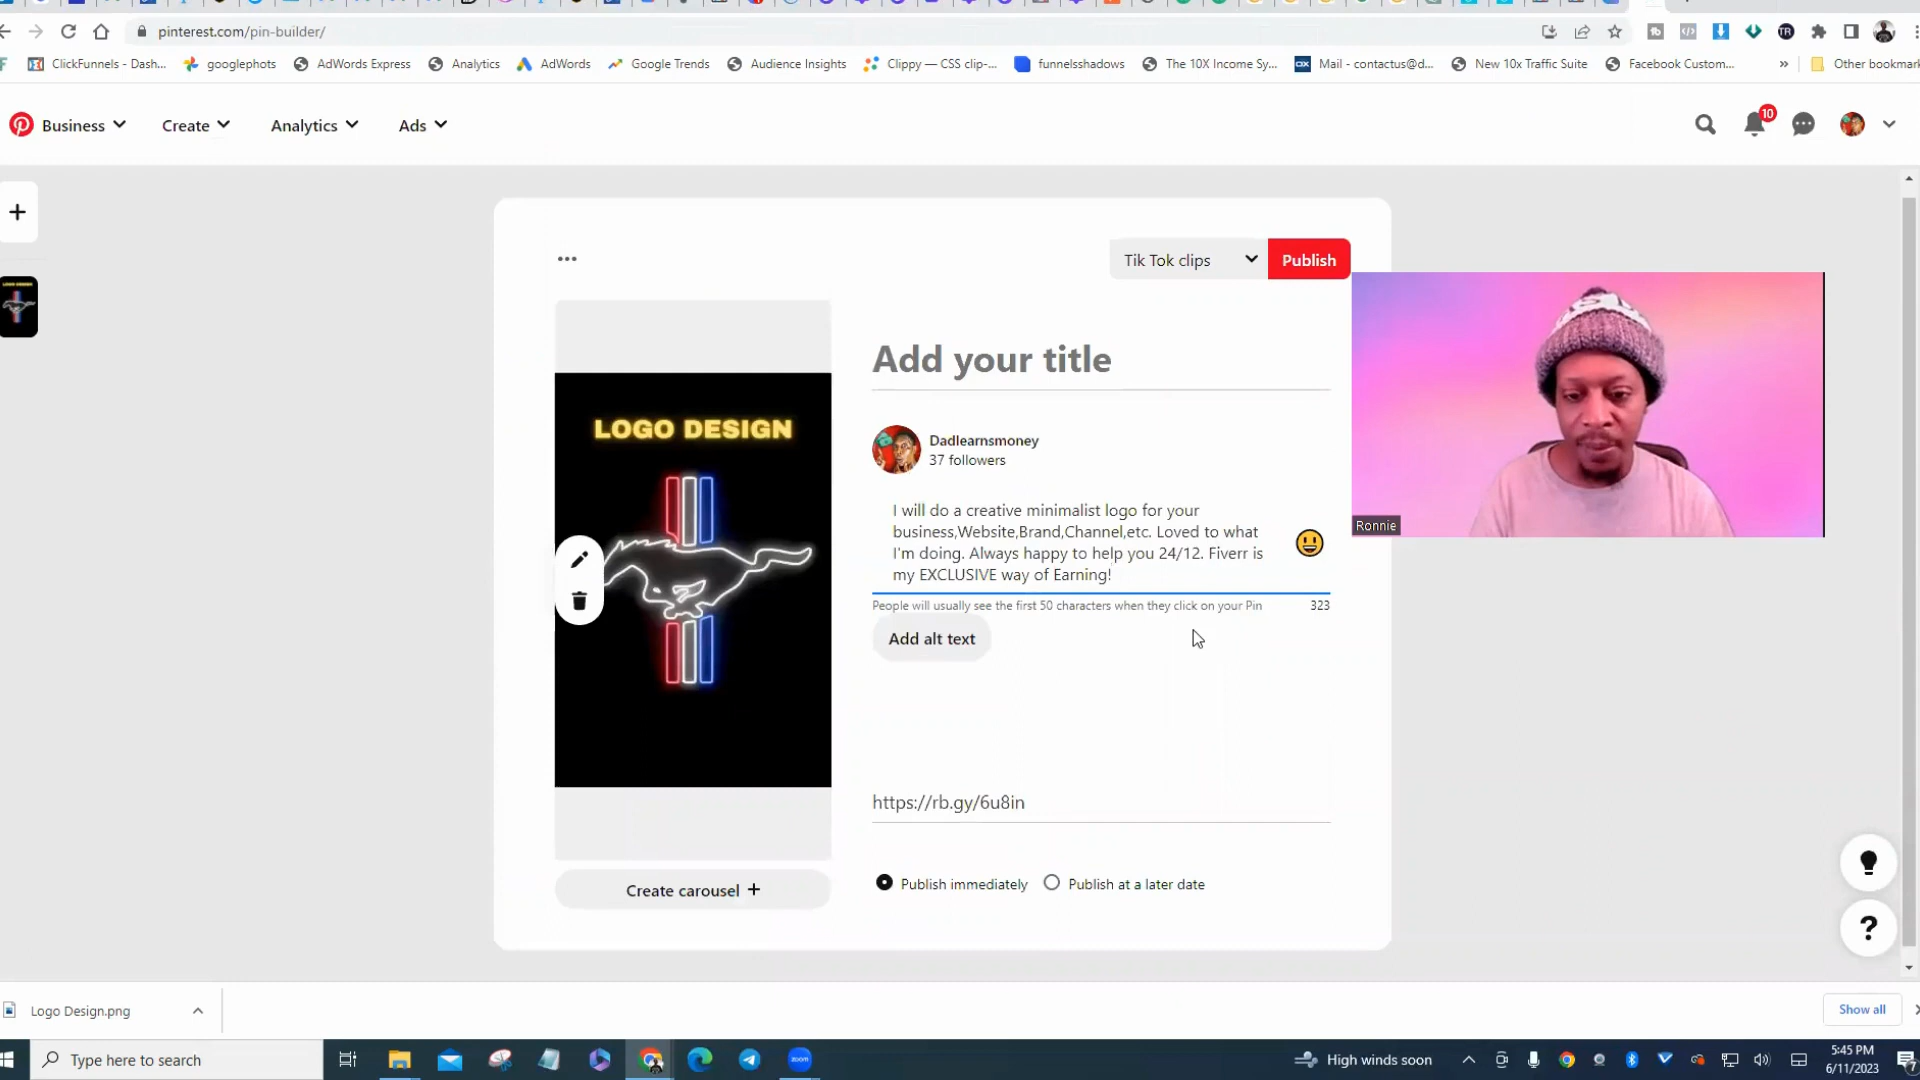 pinterest.com/pin-builder/
ClickFunnels - Dash...
googlephots
AdWords Express
Analytics
AdWords
Google Trends
Audience Insights
Clippy — CSS clip-...
funnelsshadows
The 10X Income Sy...
Mail - contactus@d...
New 10x Traffic Suite
Facebook Custom...
»
Other bookmark
Business
Create
Analytics
Ads
10
Tik Tok clips
Publish
Add your title
LOGO DESIGN
Dadlearnsmoney
37 followers
I will do a creative minimalist logo for your
business,Website,Brand,Channel,etc. Loved to what
I'm doing. Always happy to help you 24/12. Fiverr is
my EXCLUSIVE way of Earning!
People will usually see the first 50 characters when they click on your Pin
323
Add alt text
https://rb.gy/6u8in
Publish immediately
Publish at a later date
Create carousel +
Ronnie
Logo Design.png
Show all
Type here to search
zoom
High winds soon
5:45 PM
6/11/2023